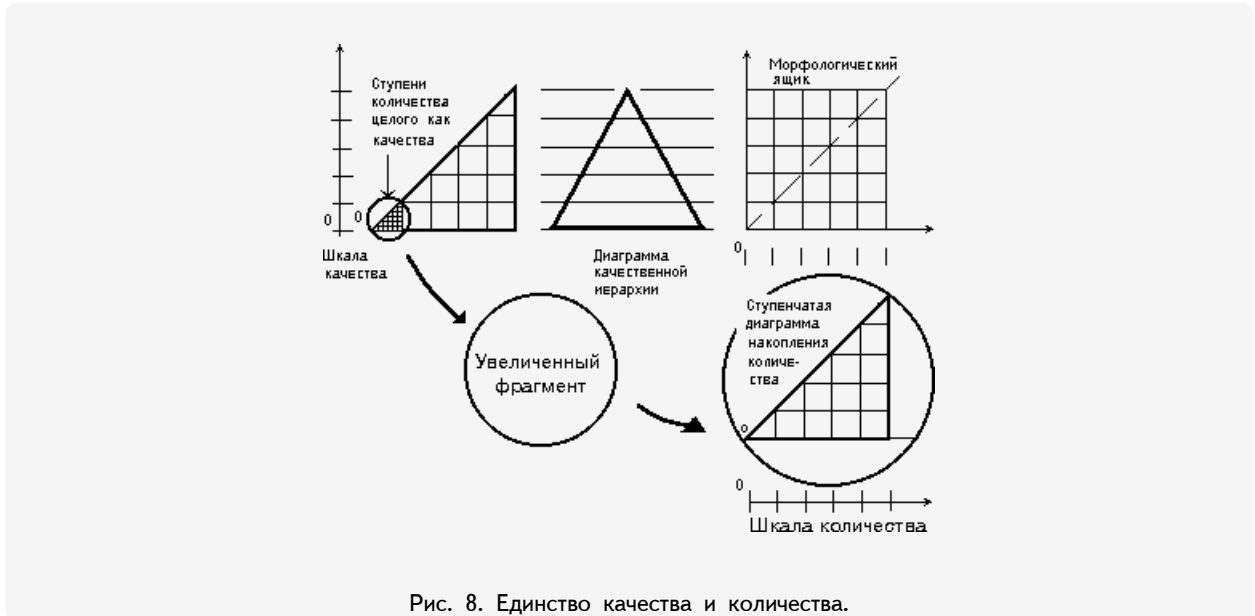 Ступени
количества
целого как
качества
0
0
Шкала
качества
Диаграмма
качественной
иерархии
Морфологический
ящик
0
Увеличенный
фрагмент
Ступенчатая
диаграмма
накопления
количе-
ства
0
0
Шкала количества
Рис. 8. Единство качества и количества.